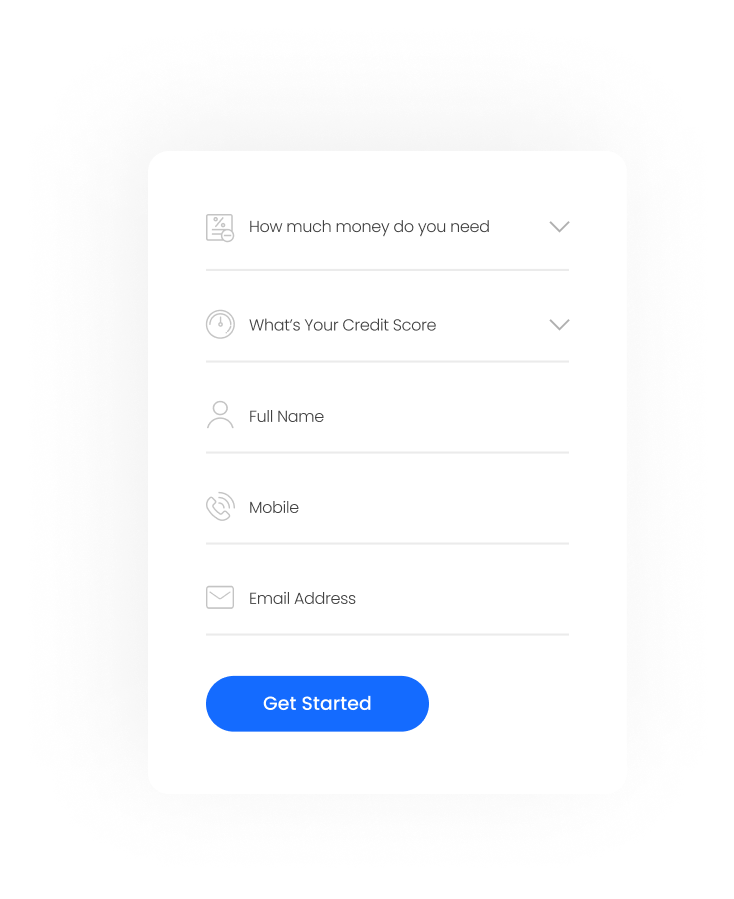 How much money do you need
What’s Your Credit Score
Full Name
Mobile
Email Address
Get Started